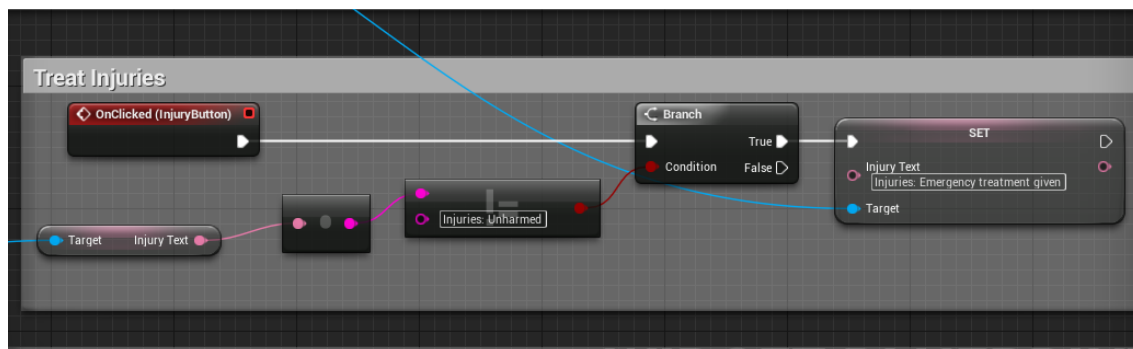 Treat Injuries
OnClicked (InjuryButton)
Branch
True
Condition
False
SET
Injury Text
Injuries: Emergency treatment given
Target
!=
Injuries: Unharmed
Target
Injury Text